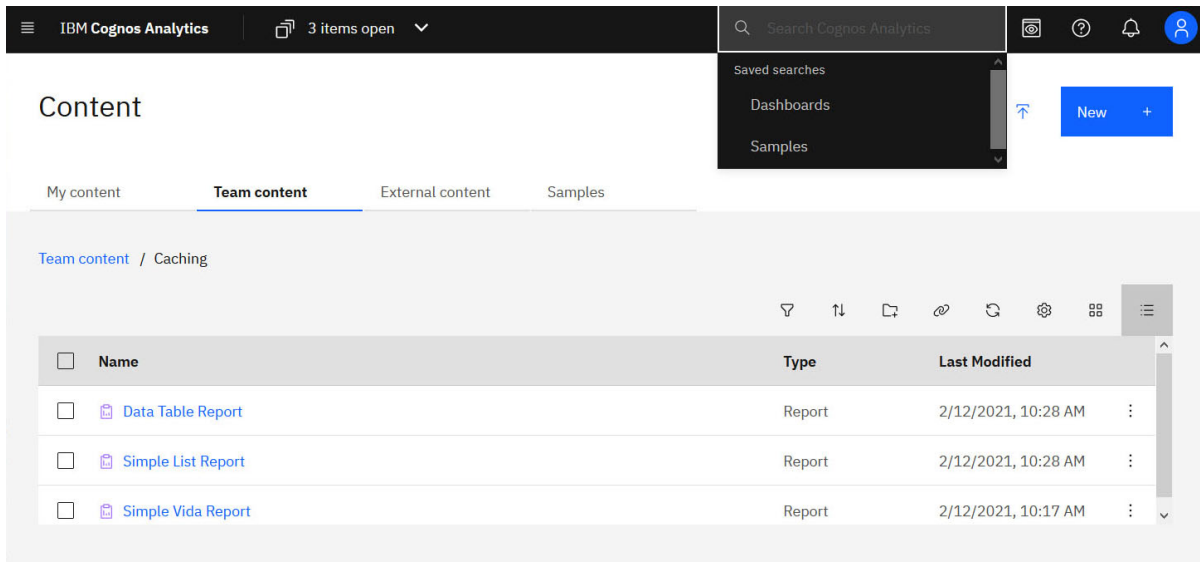 IBM Cognos Analytics 3 items open Search Cognos Analytics
Saved searches
Dashboards
Samples
Content
New +
My content Team content External content Samples
Team content / Caching
Name Type Last Modified
Data Table Report Report 2/12/2021, 10:28 AM
Simple List Report Report 2/12/2021, 10:28 AM
Simple Vida Report Report 2/12/2021, 10:17 AM